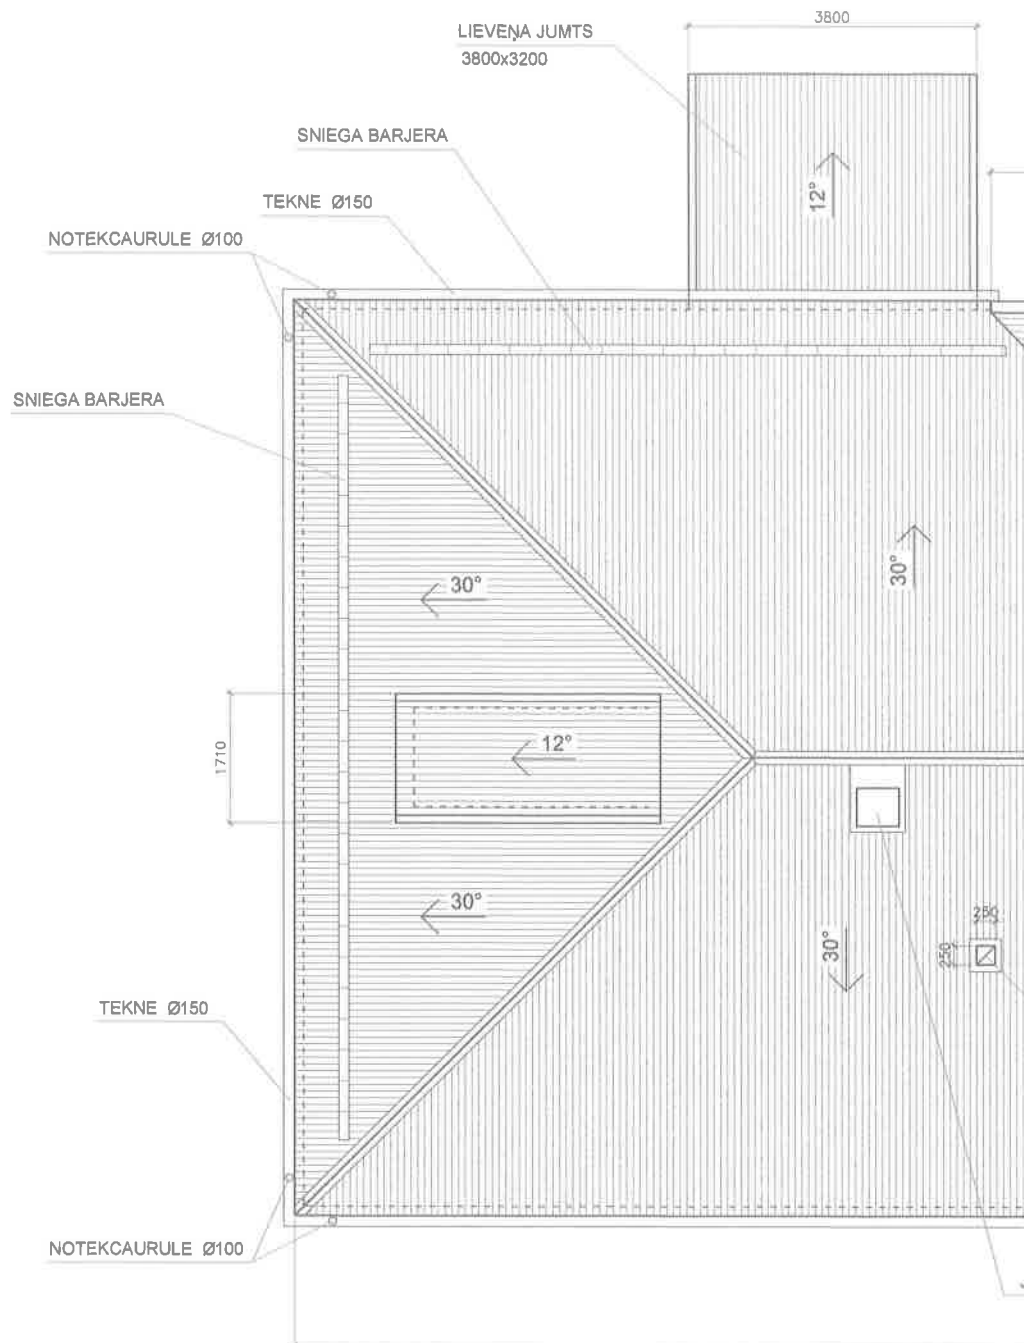 3800
LIEVEŅA JUMTS
3800x3200
SNIEGA BARJERA
12°
TEKNE Ø150
NOTEKCAURULE Ø100
SNIEGA BARJERA
30°
30°
1710
12°
30°
250
250
30°
TEKNE Ø150
NOTEKCAURULE Ø100